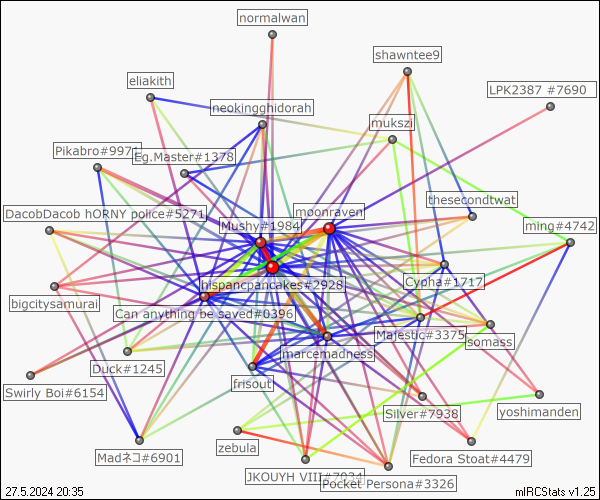 normalwan
shawntee9
eliakith
LPK2387 #7690
neokingghidorah
mukszi
Pikabro#9971
Eg.Master#1378
thesecondtwat
DacobDacob hORNY police#5271
moonraven
Mushy#1984
ming#4742
hispancpancakes#2928
Cypha#1717
bigcitysamurai
Can anything be saved#0396
Majestic#3375
somass
marcemadness
Duck#1245
frisout
Swirly Boi#6154
Silver#7938
yoshimanden
zebula
Madネコ#6901
Fedora Stoat#4479
JKOUYH VIII#7034
Pocket Persona#3326
27.5.2024 20:35
mIRCStats v1.25